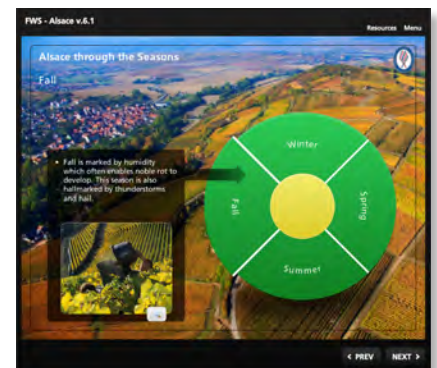 FWS - Alsace v.6.1
Resources Menu
Alsace through the Seasons
Fall
• Fall is marked by humidity
which often enables noble rot to
develop. This season is also
hallmarked by thunderstorms
and hail.
Winter
Fall
Spring
Summer
< PREV NEXT >